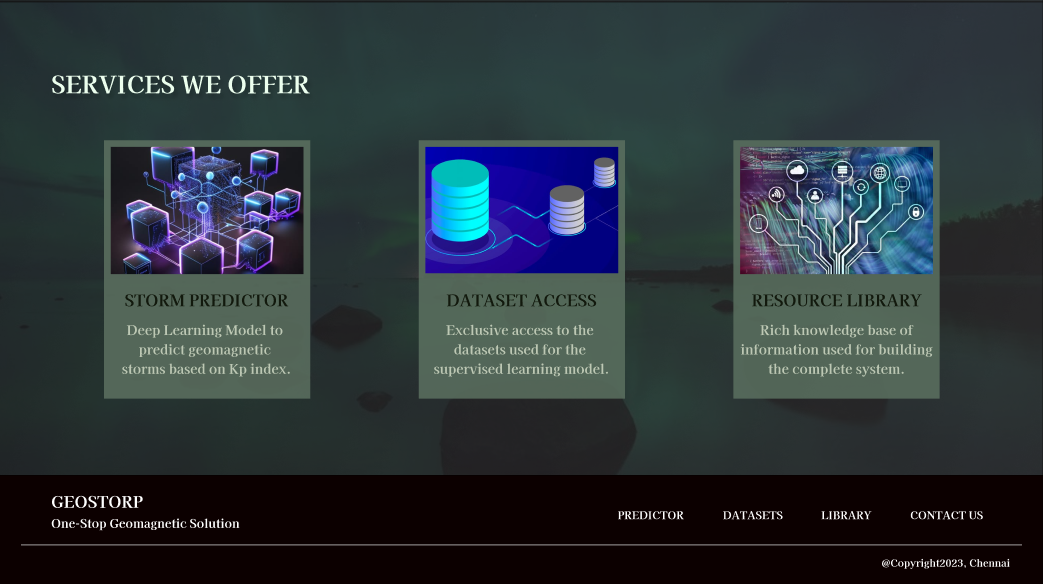 SERVICES WE OFFER
STORM PREDICTOR
Deep Learning Model to
predict geomagnetic
storms based on Kp index.
DATASET ACCESS
Exclusive access to the
datasets used for the
supervised learning model.
RESOURCE LIBRARY
Rich knowledge base of
information used for building
the complete system.
GEOSTORP
One-Stop Geomagnetic Solution
PREDICTOR DATASETS LIBRARY CONTACT US
@Copyright2023, Chennai